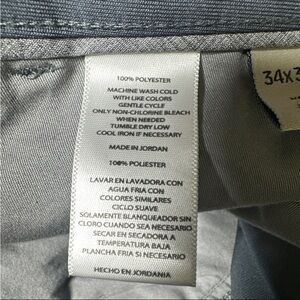 100% POLYESTER
MACHINE WASH COLD
WITH LIKE COLORS
GENTLE CYCLE
ONLY NON-CHLORINE BLEACH
WHEN NEEDED
TUMBLE DRY LOW
COOL IRON IF NECESSARY
MADE IN JORDAN
100% POLIESTER
LAVAR EN LAVADORA CON
AGUA FRIA CON
COLORES SIMILARES
CICLO SUAVE
SOLAMENTE BLANQUEADOR SIN
CLORO CUANDO SEA NECESARIO
SECAR EN SECADORA A
TEMPERATURA BAJA
PLANCHA FRIA SI NECESARIO
HECHO EN JORDANIA
34X3